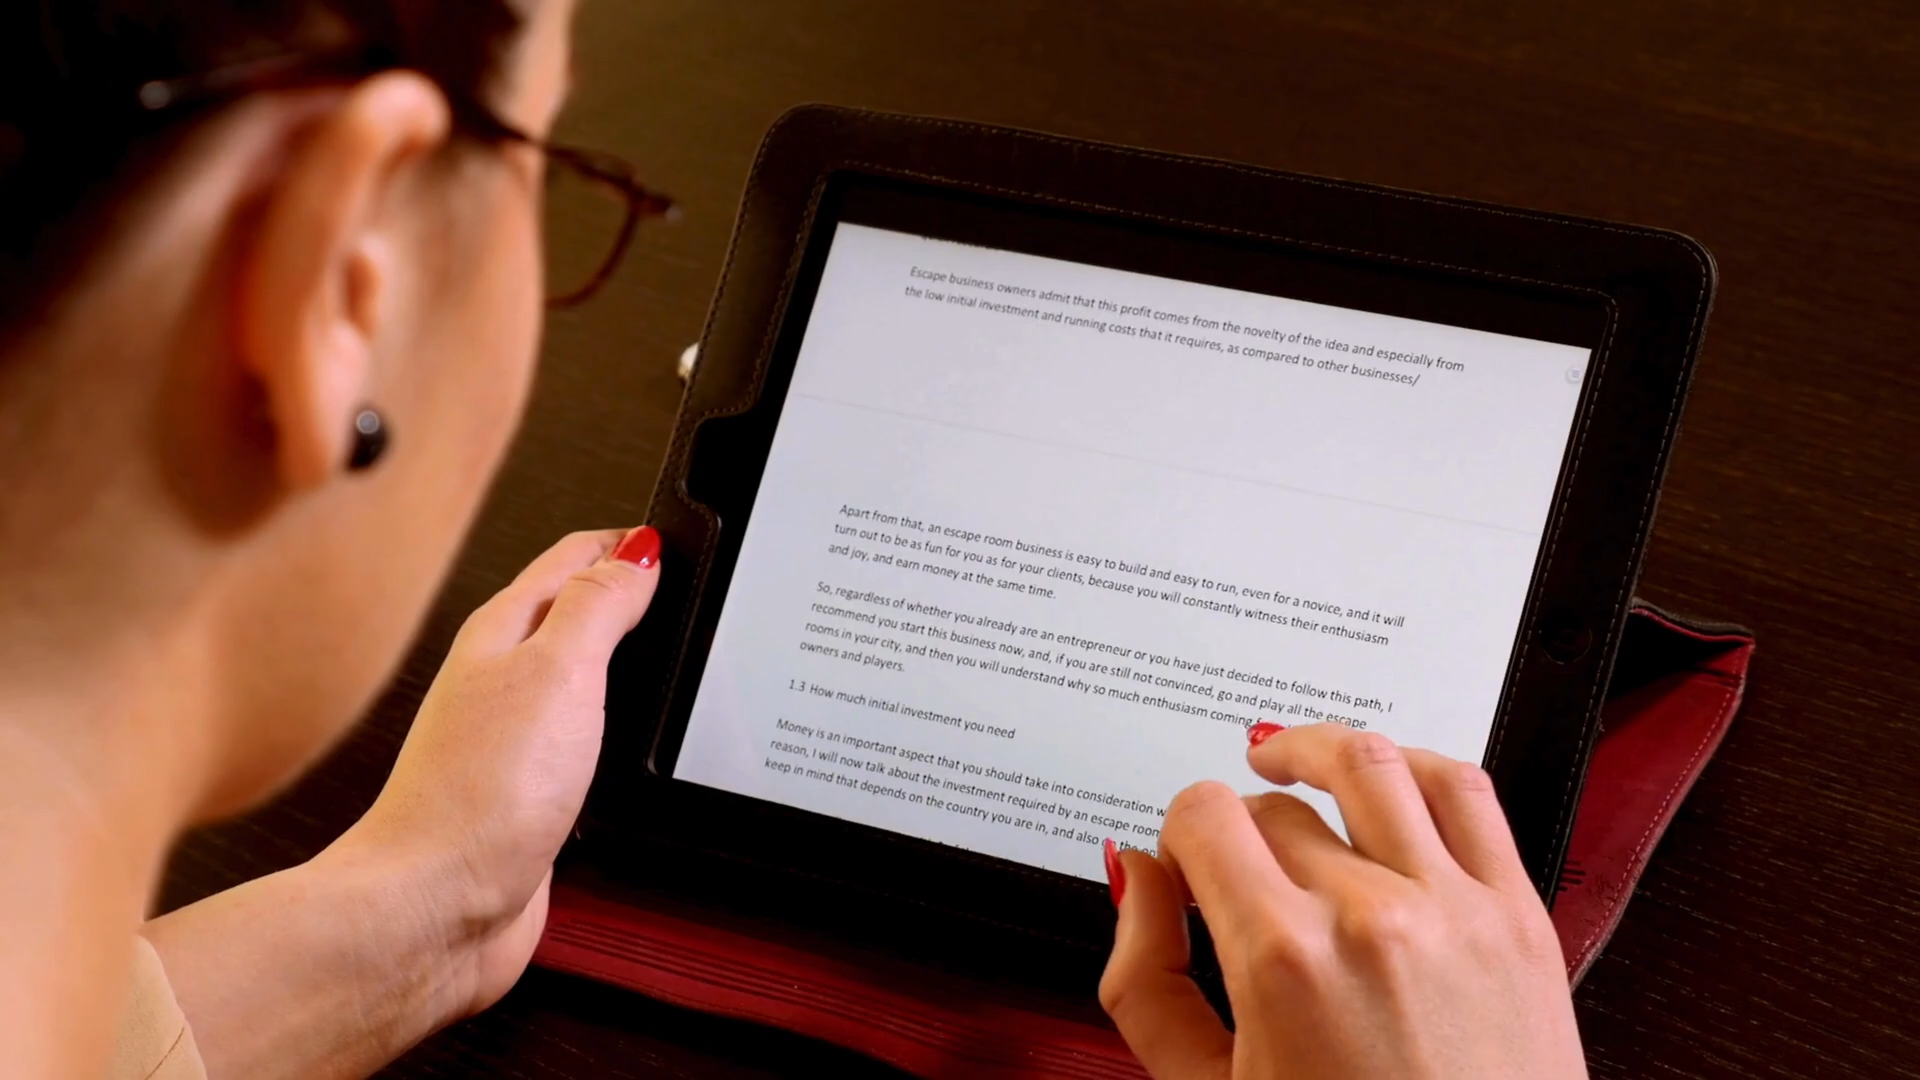 Escape business owners admit that this profit comes from the novelty of the idea and especially from
the low initial investment and running costs that it requires, as compared to other businesses/
Apart from that, an escape room business is easy to build and easy to run, even for a novice, and it will
turn out to be as fun for you as for your clients, because you will constantly witness their enthusiasm
and joy, and earn money at the same time.
So, regardless of whether you already are an entrepreneur or you have just decided to follow this path, I
recommend you start this business now, and, if you are still not convinced, go and play all the escape
rooms in your city, and then you will understand why so much enthusiasm coming
owners and players.
1.3 How much initial investment you need
Money is an important aspect that you should take into consideration
reason, I will now talk about the investment required by an escape room
keep in mind that depends on the country you are in, and also on the